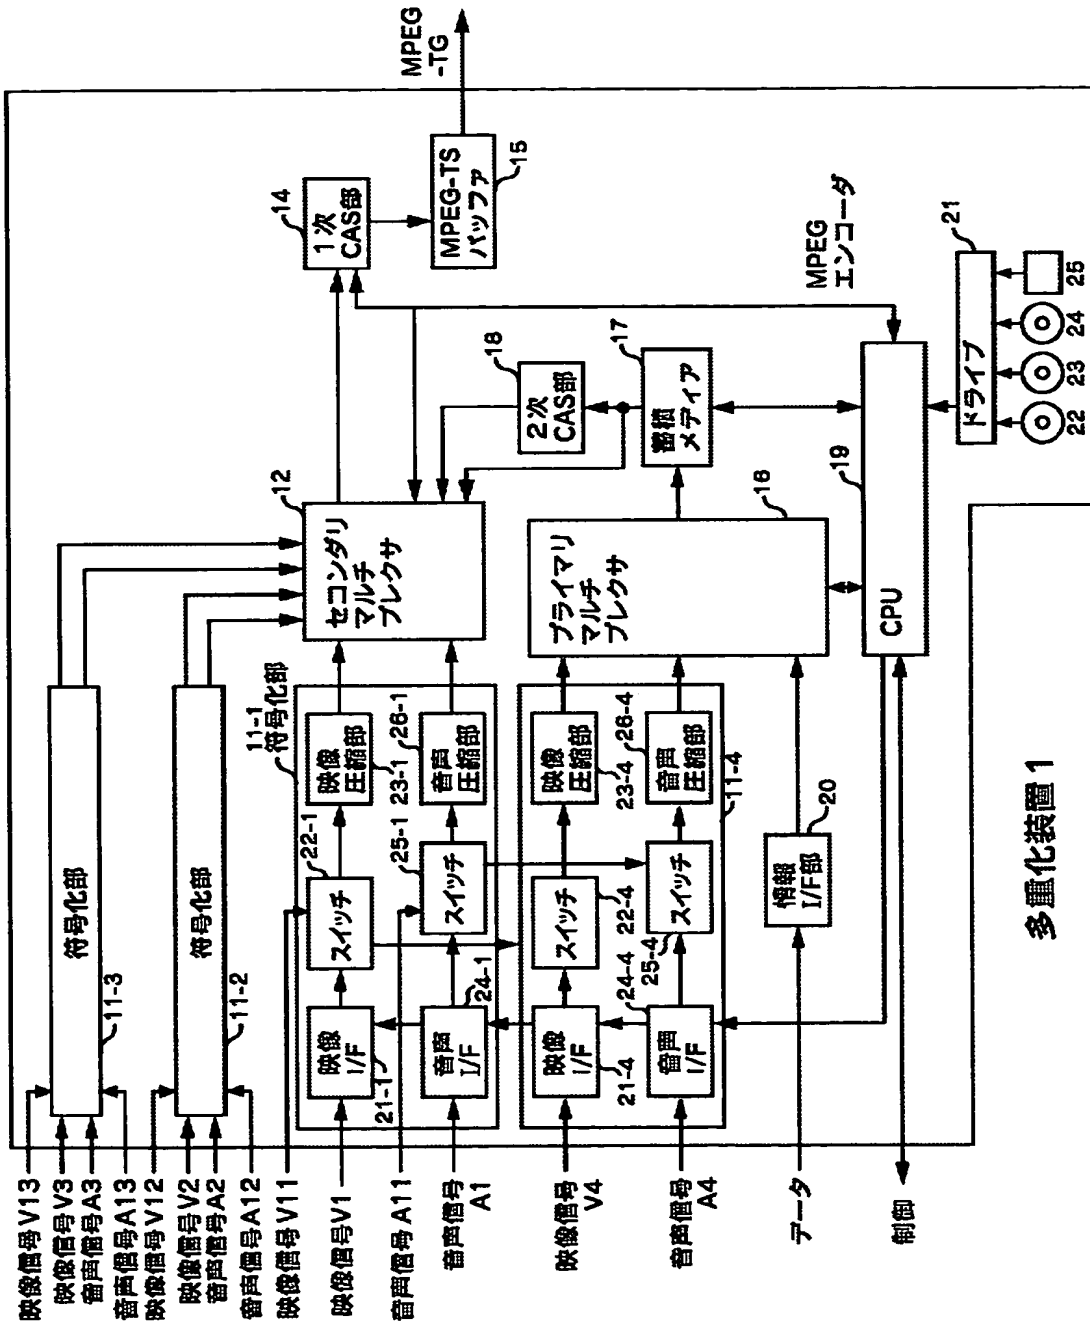 映像信号V13
映像信号V3
音声信号A3
音声信号A13
映像信号V12
映像信号V2
音声信号A2
音声信号A12
映像信号V11
映像信号V1
音声信号A11
音声信号
A1
映像信号
V4
音声信号
A4
データ
制御
符号化部
11-3
符号化部
11-2
11-1
符号化部
映像
I/F
21-1
スイッチ
22-1
映像
圧縮部
23-1
音声
I/F
24-1
スイッチ
25-1
音声
圧縮部
26-1
映像
I/F
21-4
スイッチ
22-4
映像
圧縮部
23-4
音声
I/F
24-4
スイッチ
25-4
音声
圧縮部
26-4
11-4
情報
I/F部
20
セコンダリ
マルチ
プレクサ
12
プライマリ
マルチ
プレクサ
16
1次
CAS部
14
MPEG-TS
バッファ
15
MPEG
-TG
2次
CAS部
18
蓄積
メディア
17
CPU
19
MPEG
エンコーダ
ドライブ
21
22
23
24
25
多重化装置1